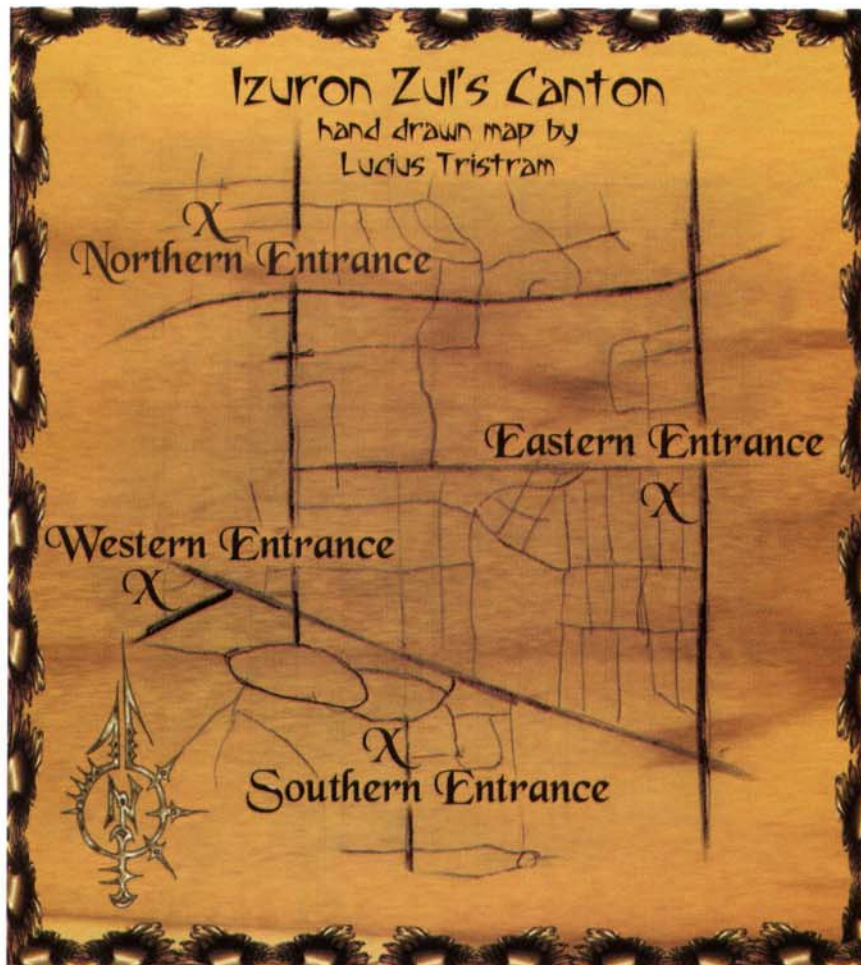 Izuron Zul's Canton
hand drawn map by
Lucius Tristram
X
Northern Entrance
Eastern Entrance
X
Western Entrance
X
X
Southern Entrance
N